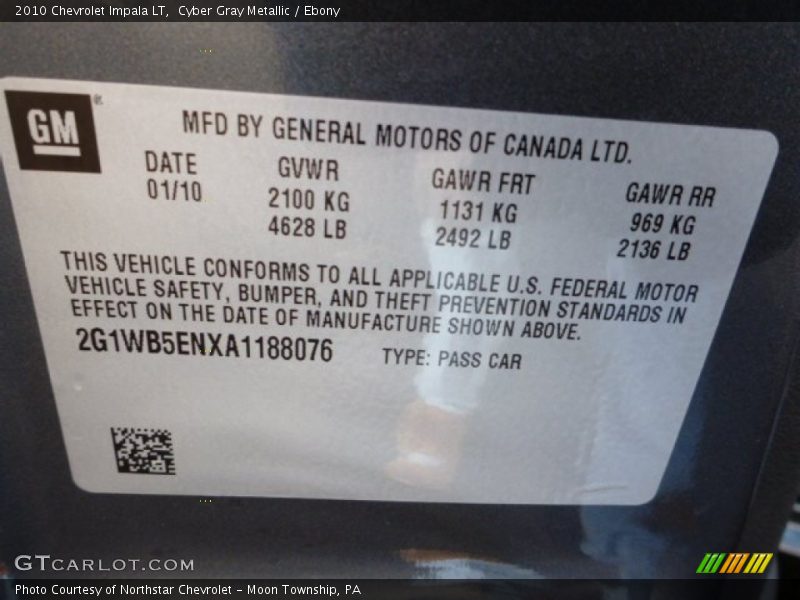 2010 Chevrolet Impala LT,  Cyber Gray Metallic / Ebony
GM
MFD BY GENERAL MOTORS OF CANADA LTD.
DATE GVWR GAWR FRT GAWR RR
01/10 2100 KG 1131 KG 969 KG
4628 LB 2492 LB 2136 LB
THIS VEHICLE CONFORMS TO ALL APPLICABLE U.S. FEDERAL MOTOR
VEHICLE SAFETY, BUMPER, AND THEFT PREVENTION STANDARDS IN
EFFECT ON THE DATE OF MANUFACTURE SHOWN ABOVE.
2G1WB5ENXA1188076 TYPE: PASS CAR
GTCARLOT.COM
Photo Courtesy of Northstar Chevrolet - Moon Township, PA